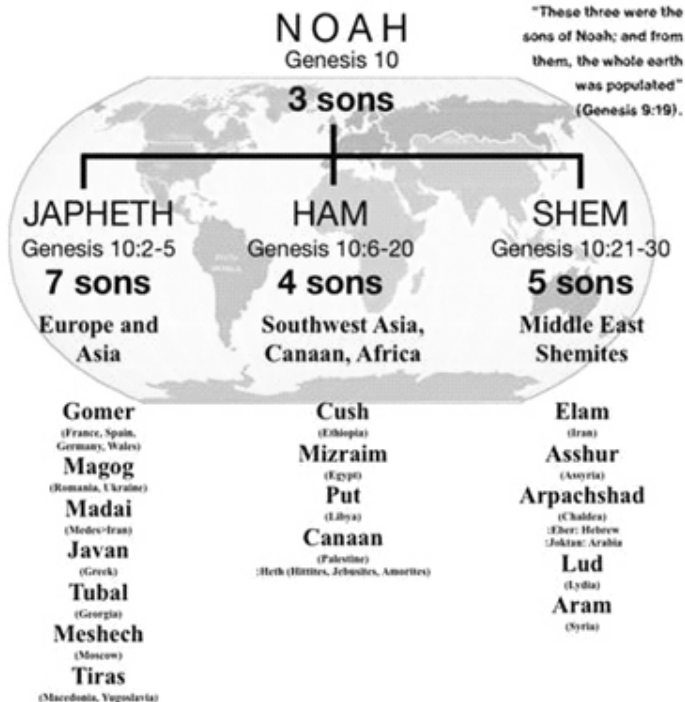 NOAH
Genesis 10
3 sons
"These three were the
sons of Noah; and from
them, the whole earth
was populated"
(Genesis 9:19).
JAPHETH
Genesis 10:2-5
7 sons
Europe and
Asia
HAM
Genesis 10:6-20
4 sons
Southwest Asia,
Canaan, Africa
SHEM
Genesis 10:21-30
5 sons
Middle East
Shemites
Gomer
(France, Spain,
Germany, Wales)
Magog
(Romania, Ukraine)
Madai
(Medes>Iran)
Javan
(Greek)
Tubal
(Georgia)
Meshech
(Moscow)
Tiras
(Macedonia, Yugoslavia)
Cush
(Ethiopia)
Mizraim
(Egypt)
Put
(Libya)
Canaan
(Palestine)
:Heth (Hittites, Jebusites, Amorites)
Elam
(Iran)
Asshur
(Assyria)
Arpachshad
(Chaldea)
:Eber: Hebrew
:Joktan: Arabia
Lud
(Lydia)
Aram
(Syria)